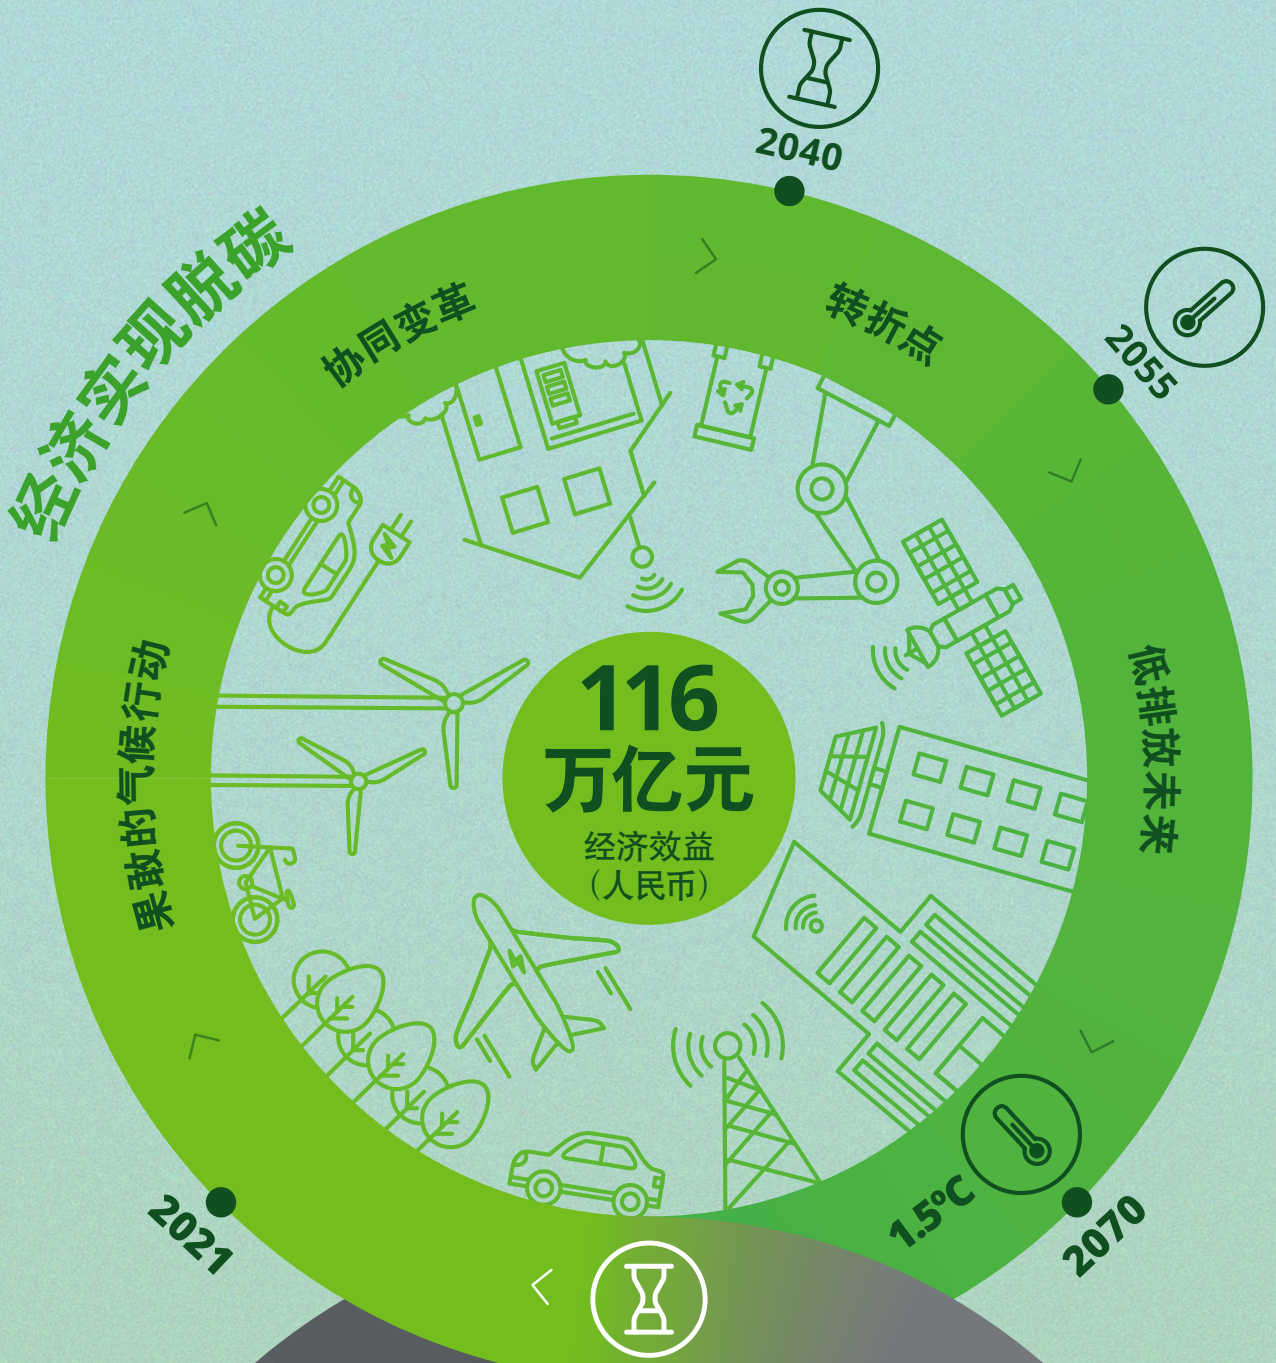 2040
2055
经济实现脱碳
协同变革
转折点
果敢的气候行动
低排放未来
116
万亿元
经济效益
（人民币）
2021
1.5ºC
2070